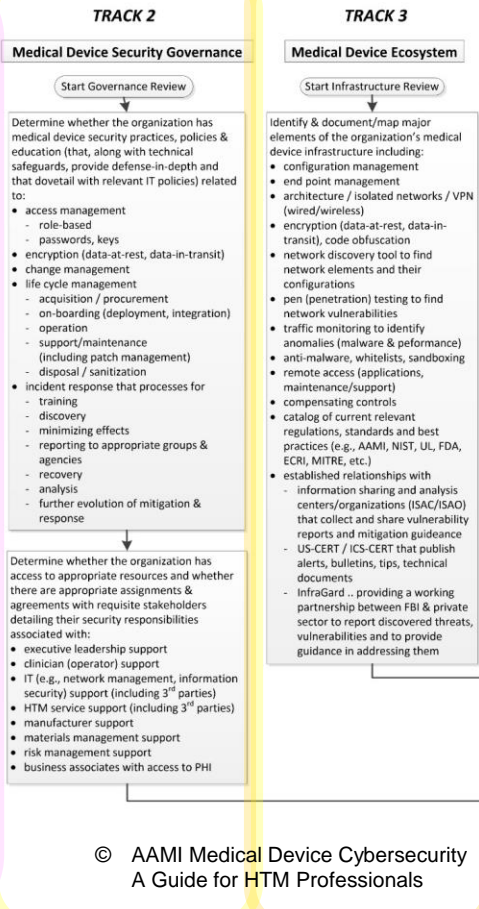 TRACK 2
Medical Device Security Governance
Start Governance Review
Determine whether the organization has
medical device security practices, policies &
education (that, along with technical
safeguards, provide defense-in-depth and
that dovetail with relevant IT policies) related
to:
• access management
- role-based
- passwords, keys
• encryption (data-at-rest, data-in-transit)
• change management
• life cycle management
- acquisition / procurement
- on-boarding (deployment, integration)
- operation
- support/maintenance
(including patch management)
- disposal / sanitization
• incident response that processes for
- training
- discovery
- minimizing effects
- reporting to appropriate groups &
agencies
- recovery
- analysis
- further evolution of mitigation &
response
Determine whether the organization has
access to appropriate resources and whether
there are appropriate assignments &
agreements with requisite stakeholders
detailing their security responsibilities
associated with:
• executive leadership support
• clinician (operator) support
• IT (e.g., network management, information
security) support (including 3rd parties)
• HTM service support (including 3rd parties)
• manufacturer support
• materials management support
• risk management support
• business associates with access to PHI
TRACK 3
Medical Device Ecosystem
Start Infrastructure Review
Identify & document/map major
elements of the organization's medical
device infrastructure including:
• configuration management
• end point management
• architecture / isolated networks / VPN
(wired/wireless)
• encryption (data-at-rest, data-in-
transit), code obfuscation
• network discovery tool to find
network elements and their
configurations
• pen (penetration) testing to find
network vulnerabilities
• traffic monitoring to identify
anomalies (malware & peformance)
• anti-malware, whitelists, sandboxing
• remote access (applications,
maintenance/support)
• compensating controls
• catalog of current relevant
regulations, standards and best
practices (e.g., AAMI, NIST, UL, FDA,
ECRI, MITRE, etc.)
• established relationships with
- information sharing and analysis
centers/organizations (ISAC/ISAO)
that collect and share vulnerability
reports and mitigation guideance
- US-CERT / ICS-CERT that publish
alerts, bulletins, tips, technical
documents
- InfraGard .. providing a working
partnership between FBI & private
sector to report discovered threats,
vulnerabilities and to provide
guidance in addressing them
© AAMI Medical Device Cybersecurity
A Guide for HTM Professionals